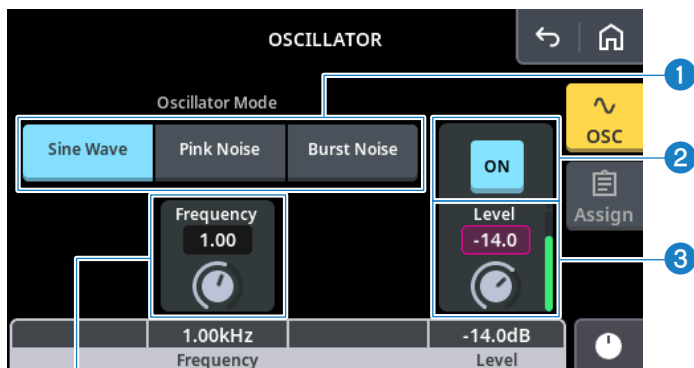 OSCILLATOR
1
Oscillator Mode
Sine Wave Pink Noise Burst Noise
ON
OSC
2
Frequency
1.00
Level
-14.0
Assign
3
1.00kHz -14.0dB
Frequency Level